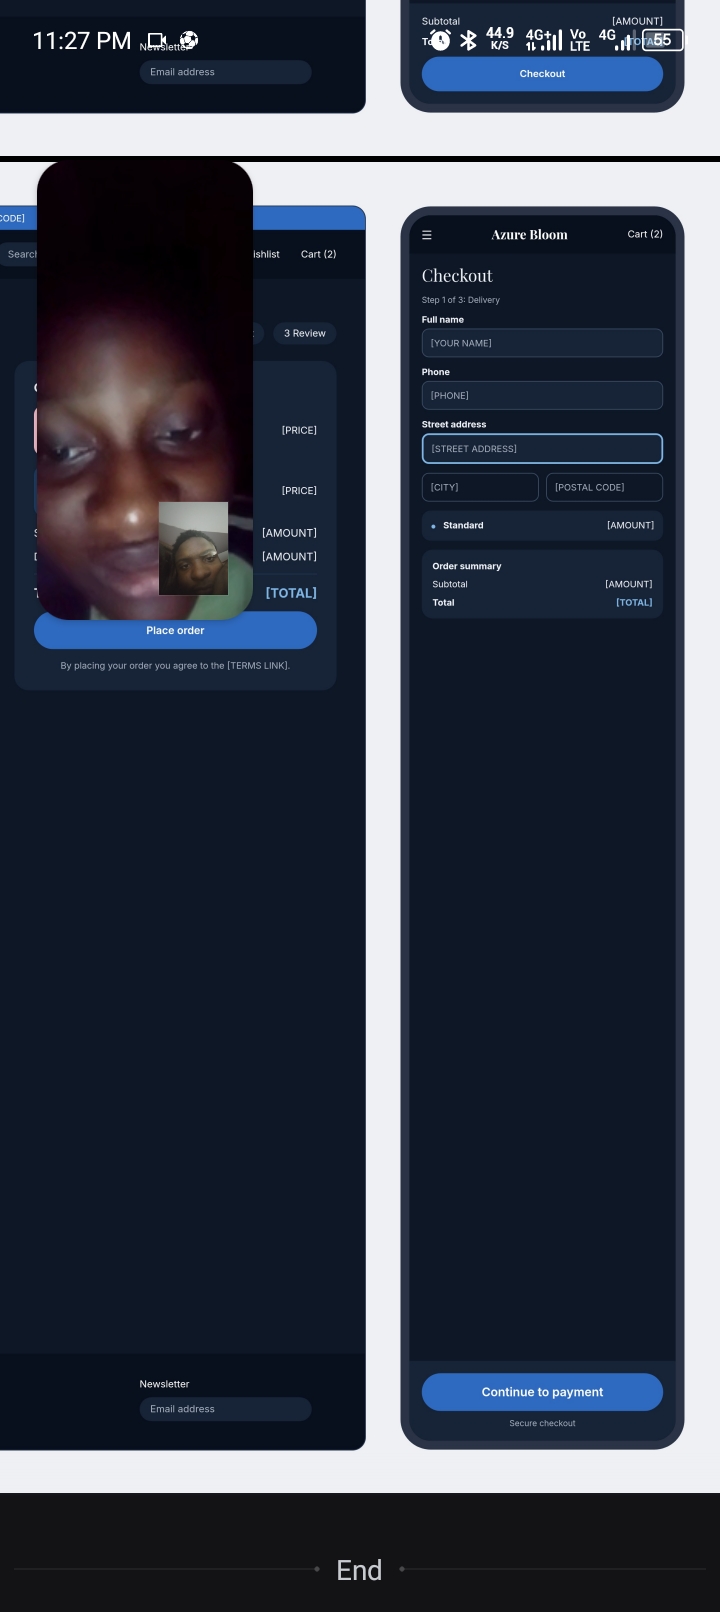 Subtotal [AMOUNT]
11:27 PM
Newsletter
44.9 K/S 4G+ Vo LTE 4G 55
Email address
Checkout
CODE]
Cart (2)
3 Review
[PRICE]
[PRICE]
[AMOUNT]
[AMOUNT]
[TOTAL]
Place order
By placing your order you agree to the [TERMS LINK].
Newsletter
Email address
Azure Bloom Cart (2)
Checkout
Step 1 of 3: Delivery
Full name
[YOUR NAME]
Phone
[PHONE]
Street address
[STREET ADDRESS]
[CITY] [POSTAL CODE]
Standard [AMOUNT]
Order summary
Subtotal [AMOUNT]
Total [TOTAL]
Continue to payment
Secure checkout
End